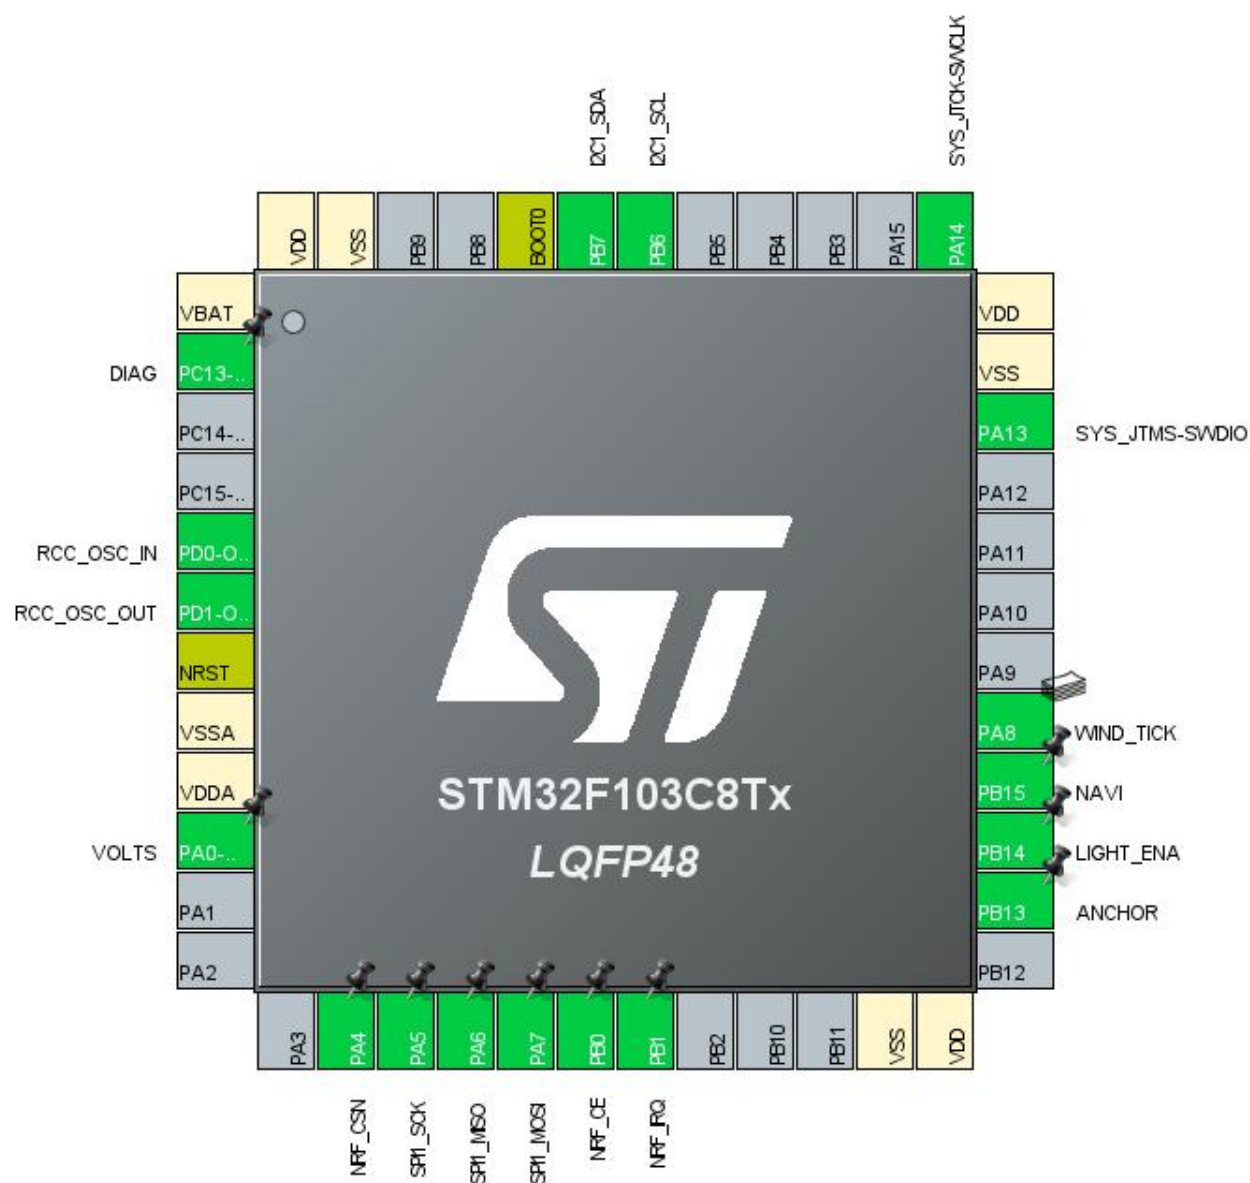 SYS_JTCK-SWCLK
I2C1_SDA
I2C1_SCL
VDD
VSS
PB9
PB8
BOOT0
PB7
PB6
PB5
PB4
PB3
PA15
PA14
VBAT
DIAG
PC13-..
PC14-..
PC15-..
RCC_OSC_IN
PD0-O..
RCC_OSC_OUT
PD1-O..
NRST
VSSA
VDDA
VOLTS
PA0-..
PA1
PA2
VDD
VSS
PA13
SYS_JTMS-SWDIO
PA12
PA11
PA10
PA9
PA8
WIND_TICK
PB15
NAVI
PB14
LIGHT_ENA
PB13
ANCHOR
PB12
ST
STM32F103C8Tx
LQFP48
PA3
PA4
PA5
PA6
PA7
PB0
PB1
PB2
PB10
PB11
VSS
VDD
NRF_CSN
SPI1_SCK
SPI1_MISO
SPI1_MOSI
NRF_CE
NRF_IRQ